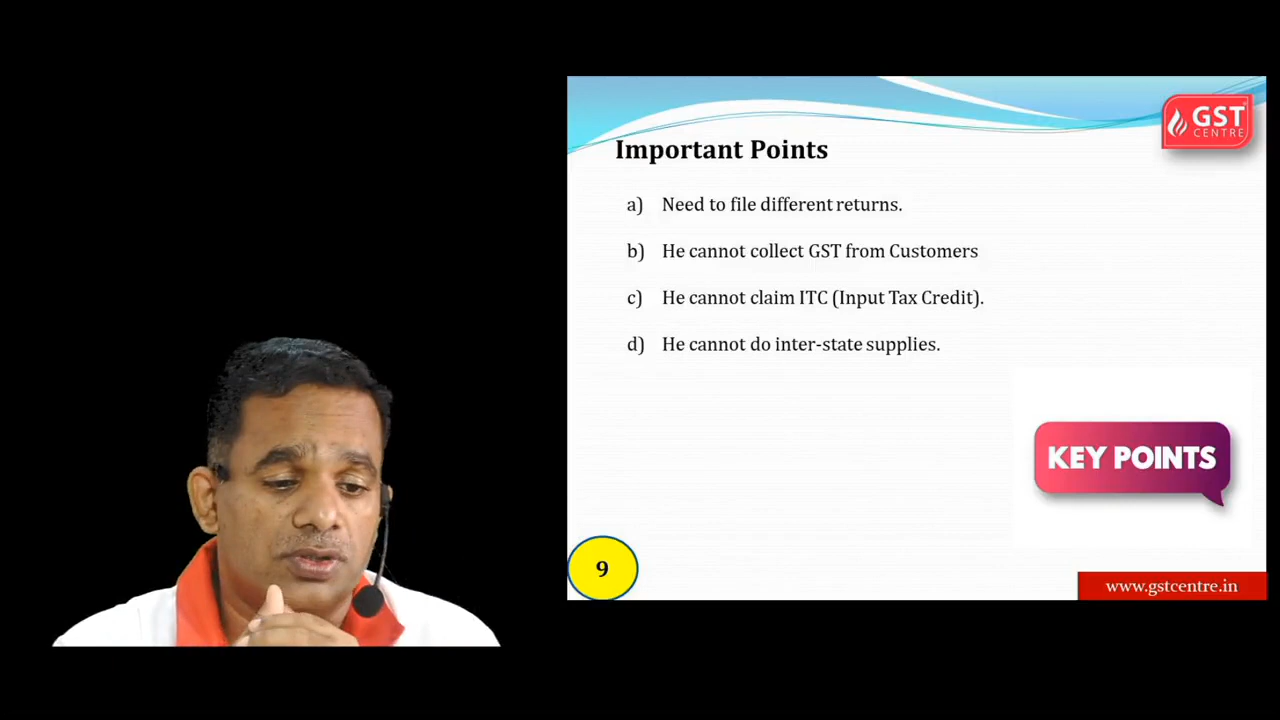 GST
CENTRE
Important Points
a) Need to file different returns.
b) He cannot collect GST from Customers
c) He cannot claim ITC (Input Tax Credit).
d) He cannot do inter-state supplies.
KEY POINTS
9
www.gstcentre.in